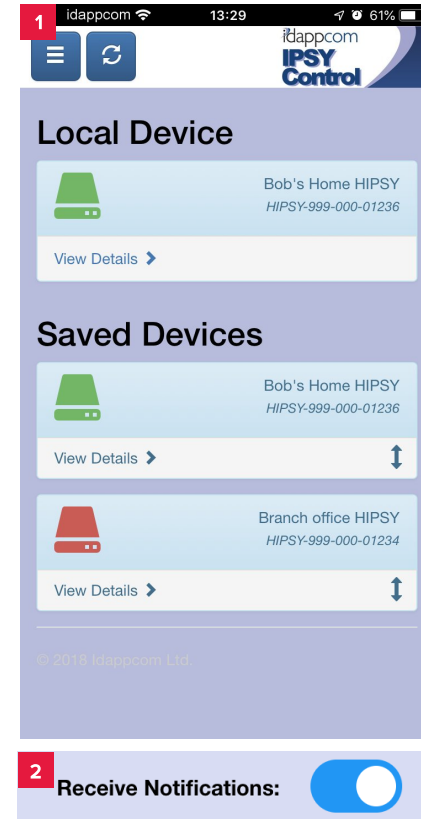 1
idappcom 13:29 61%
idappcom
IPSY
Control
Local Device
Bob's Home HIPSY
HIPSY-999-000-01236
View Details
Saved Devices
Bob's Home HIPSY
HIPSY-999-000-01236
View Details
Branch office HIPSY
HIPSY-999-000-01234
View Details
© 2018 Idappcom Ltd.
2
Receive Notifications: